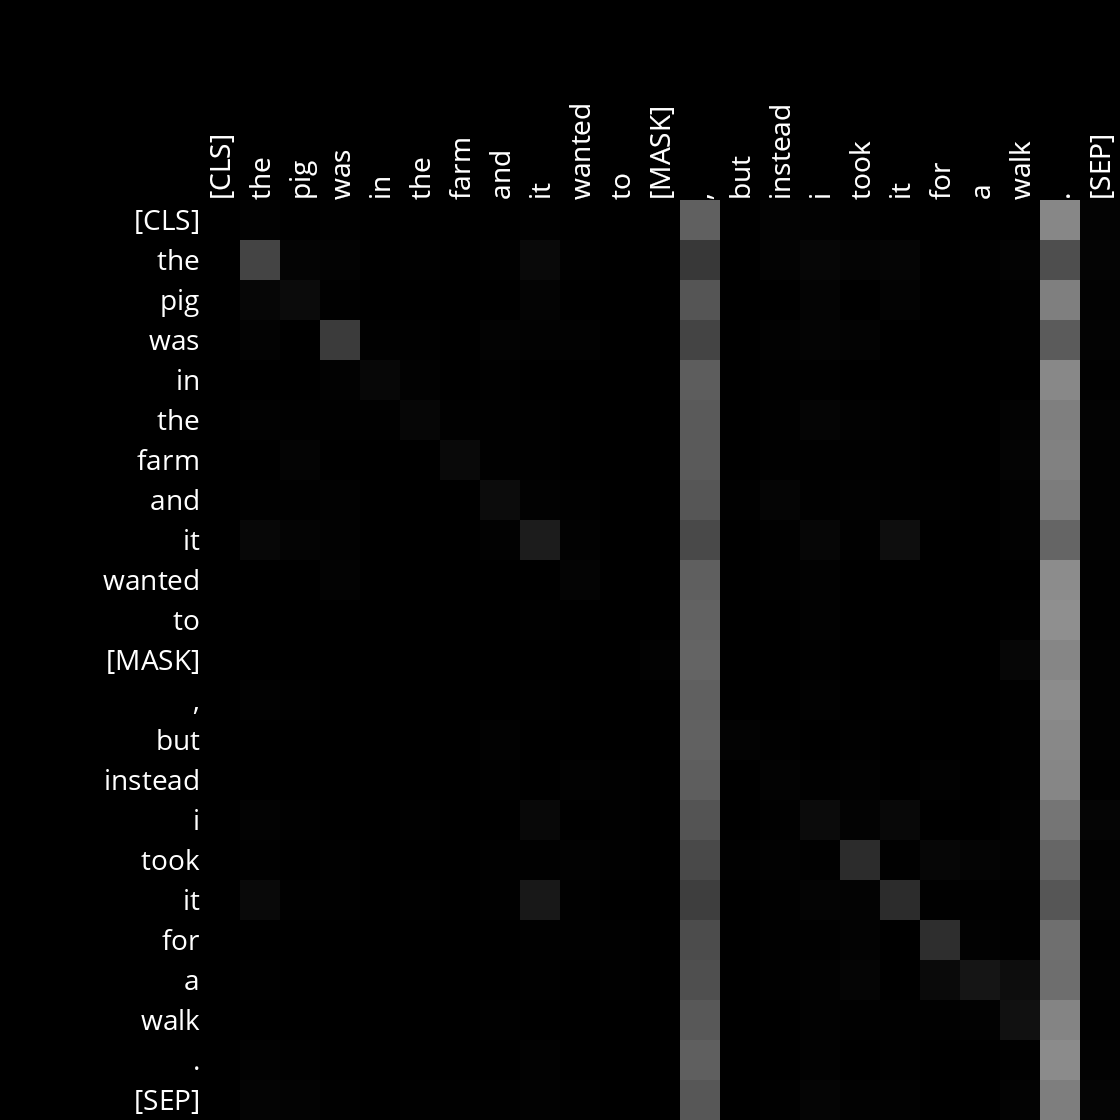 [CLS] the pig was in the farm and it wanted to [MASK] , but instead i took it for a walk . [SEP]
[CLS]
the
pig
was
in
the
farm
and
it
wanted
to
[MASK]
,
but
instead
i
took
it
for
a
walk
.
[SEP]